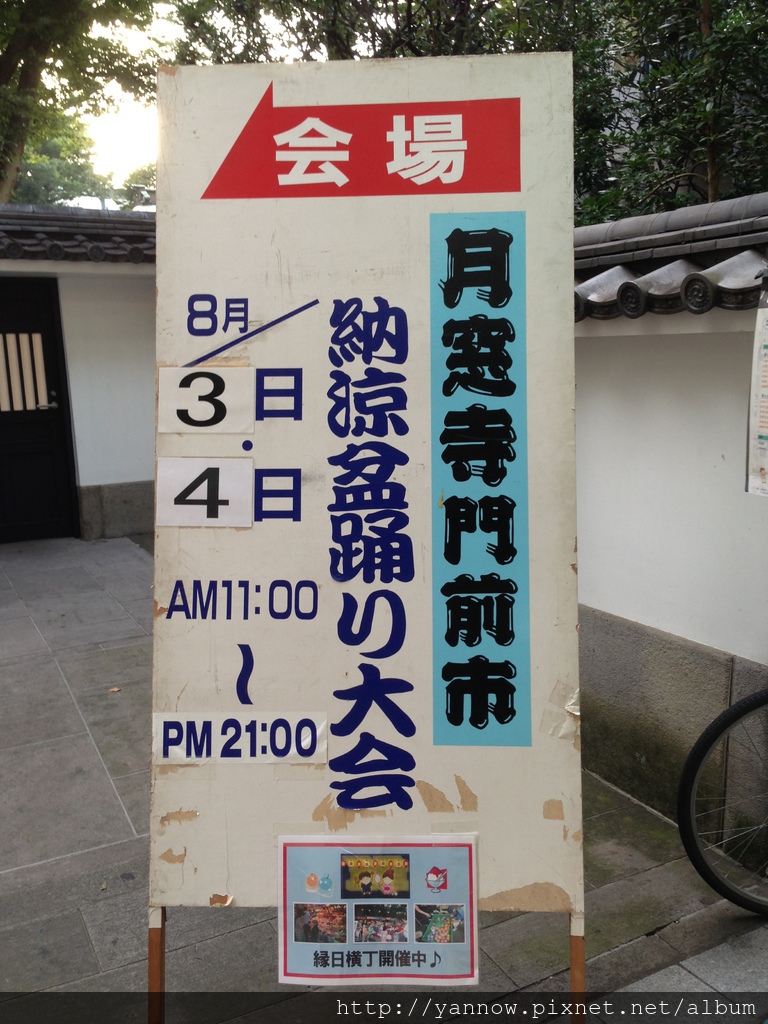 会場
月窓寺門前市
納涼盆踊り大会
8月
3日・
4日
AM11:00
〜
PM21:00
縁日横丁開催中♪
http://yannow.pixnet.net/album